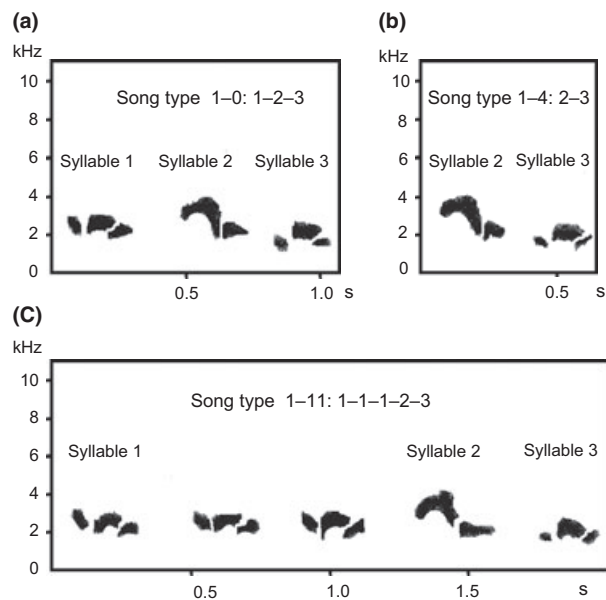 (a)
kHz
10
8
6
4
2
0
Song type 1–0: 1–2–3
Syllable 1 Syllable 2 Syllable 3
0.5 1.0 s
(b)
kHz
10
8
6
4
2
0
Song type 1–4: 2–3
Syllable 2 Syllable 3
0.5 s
(C)
kHz
10
8
6
4
2
0
Song type 1–11: 1–1–1–2–3
Syllable 1 Syllable 2 Syllable 3
0.5 1.0 1.5 s